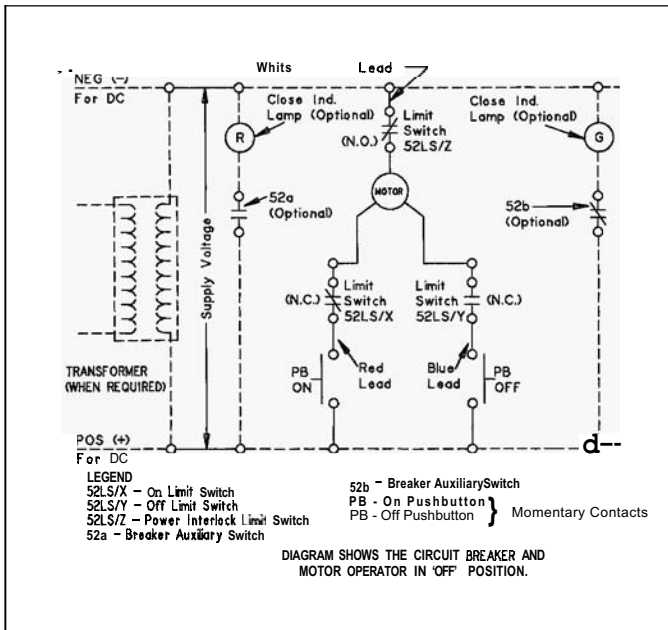 NEG (–)
For DC
Whits Lead
Close Ind.
Lamp (Optional)
R
Limit
Switch
52LS/Z
(N.O.)
Close Ind.
Lamp (Optional)
G
MOTOR
52a
(Optional)
52b
(Optional)
Supply Voltage
Limit
Switch
52LS/X
(N.C.)
Limit
Switch
52LS/Y
(N.C.)
TRANSFORMER
(WHEN REQUIRED)
Red
Lead
Blue
Lead
PB
ON
PB
OFF
POS (+)
For DC
d--
LEGEND
52LS/X – On Limit Switch
52LS/Y – Off Limit Switch
52LS/Z – Power Interlock Limit Switch
52a – Breaker Auxiliary Switch
52b – Breaker AuxiliarySwitch
PB - On Pushbutton
PB - Off Pushbutton
} Momentary Contacts
DIAGRAM SHOWS THE CIRCUIT BREAKER AND
MOTOR OPERATOR IN 'OFF' POSITION.